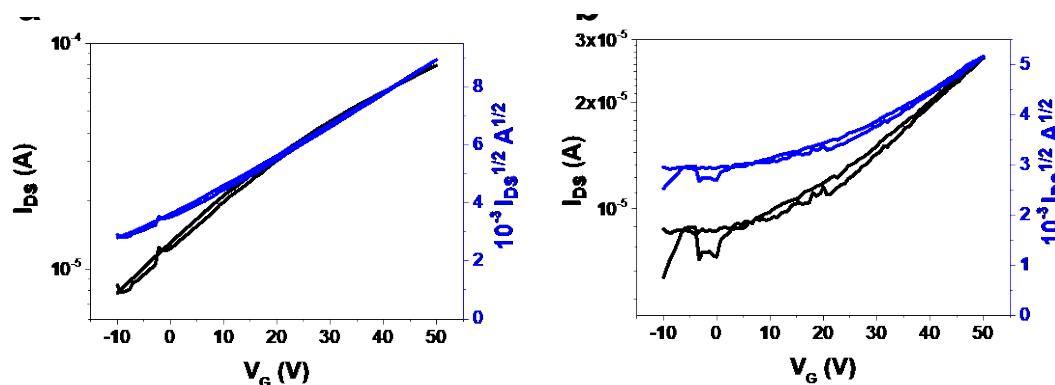 a
10⁻⁴
10⁻⁵
I_DS (A)
-10 0 10 20 30 40 50
V_G (V)
0
2
4
6
8
10⁻³ I_DS^1/2 A^1/2
b
3x10⁻⁵
2x10⁻⁵
10⁻⁵
I_DS (A)
-10 0 10 20 30 40 50
V_G (V)
0
1
2
3
4
5
10⁻³ I_DS^1/2 A^1/2